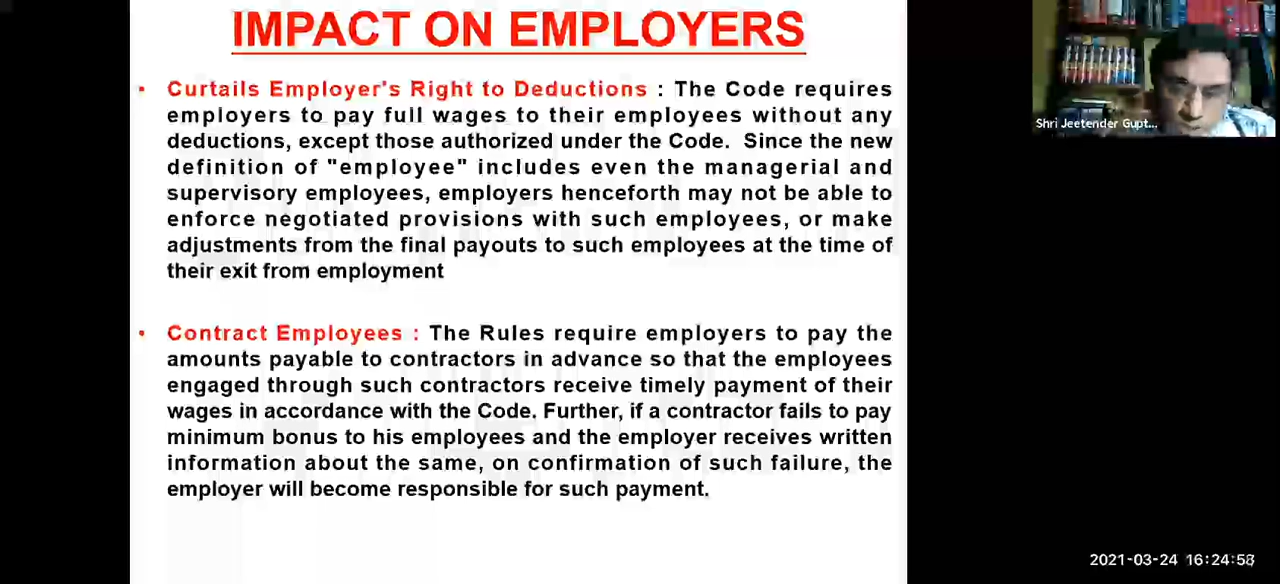 IMPACT ON EMPLOYERS
• Curtails Employer's Right to Deductions : The Code requires
employers to pay full wages to their employees without any
deductions, except those authorized under the Code. Since the new
definition of "employee" includes even the managerial and
supervisory employees, employers henceforth may not be able to
enforce negotiated provisions with such employees, or make
adjustments from the final payouts to such employees at the time of
their exit from employment
• Contract Employees : The Rules require employers to pay the
amounts payable to contractors in advance so that the employees
engaged through such contractors receive timely payment of their
wages in accordance with the Code. Further, if a contractor fails to pay
minimum bonus to his employees and the employer receives written
information about the same, on confirmation of such failure, the
employer will become responsible for such payment.
Shri Jeetender Gupt...
2021-03-24 16:24:58